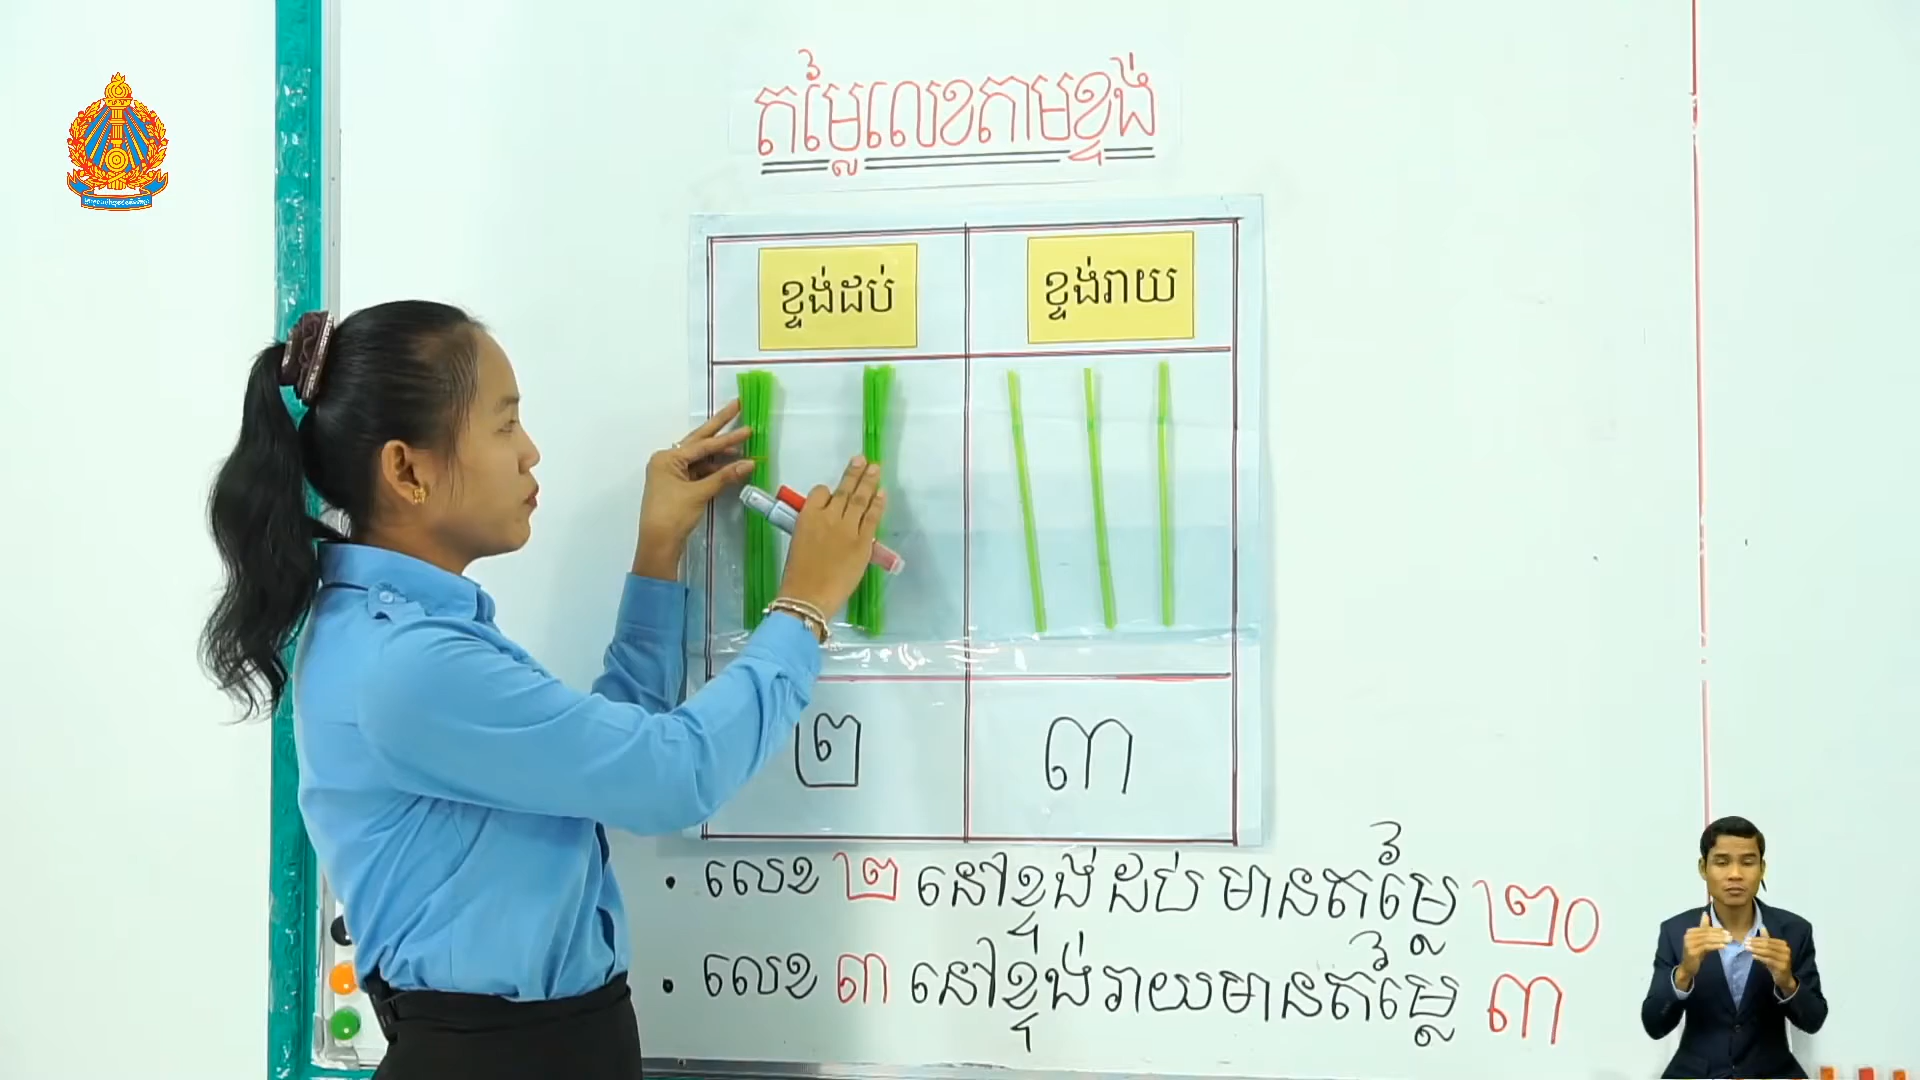 តម្លៃលេខតាមខ្ទង់
ខ្ទង់ដប់ ខ្ទង់រាយ
២ ៣
• លេខ ២ នៅខ្ទង់ដប់ មានតម្លៃ ២០
• លេខ ៣ នៅខ្ទង់រាយមានតម្លៃ ៣